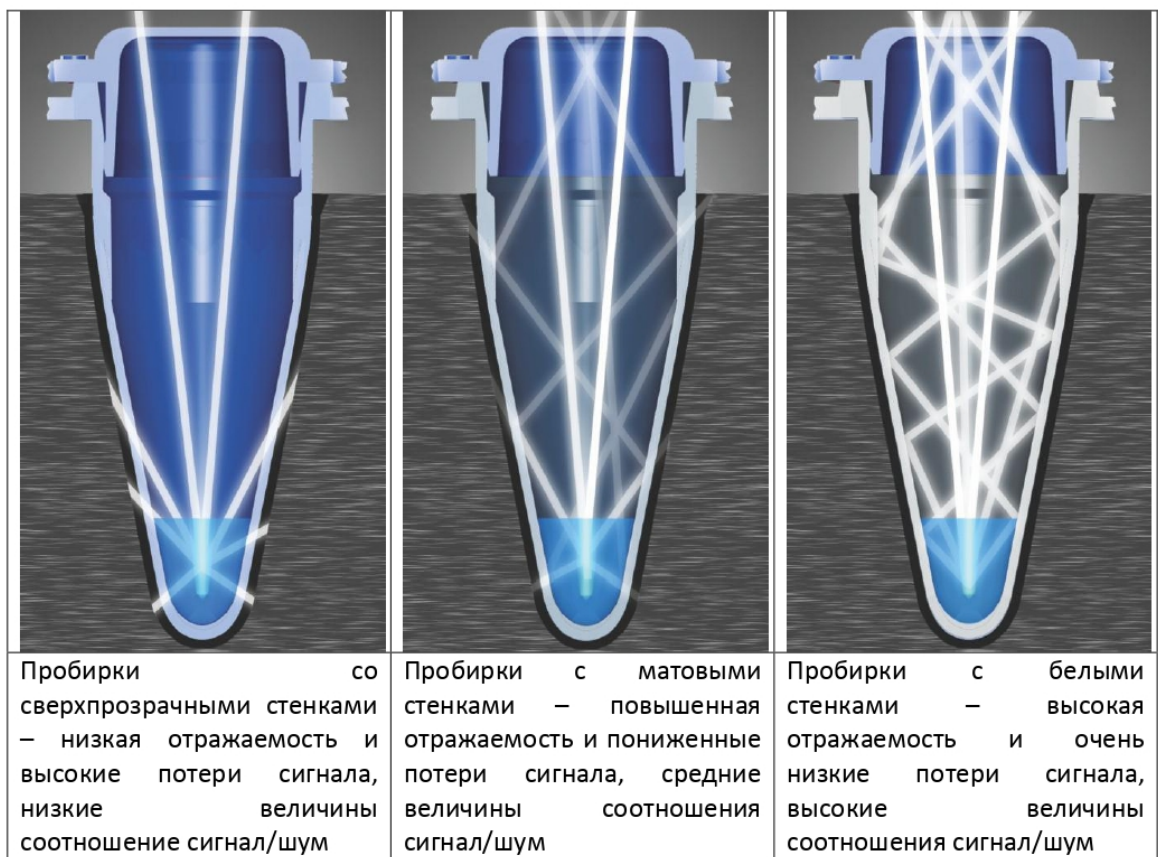 Пробирки со
сверхпрозрачными стенками
– низкая отражаемость и
высокие потери сигнала,
низкие величины
соотношение сигнал/шум
Пробирки с матовыми
стенками – повышенная
отражаемость и пониженные
потери сигнала, средние
величины соотношения
сигнал/шум
Пробирки с белыми
стенками – высокая
отражаемость и очень
низкие потери сигнала,
высокие величины
соотношения сигнал/шум